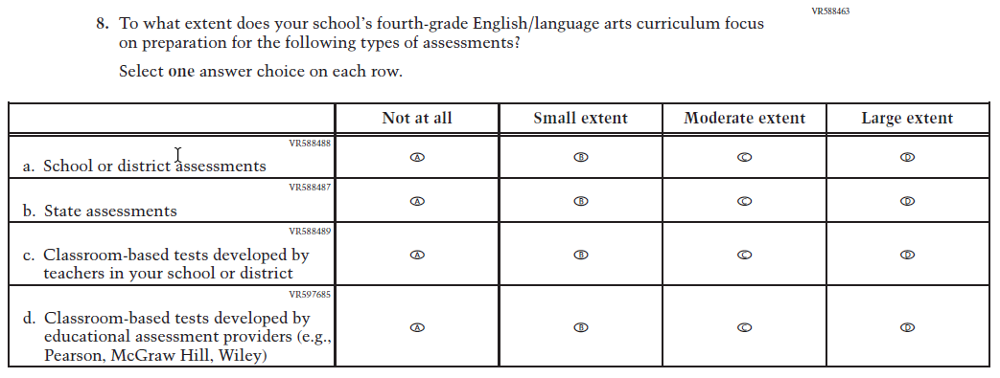 VR588463
8. To what extent does your school's fourth-grade English/language arts curriculum focus
on preparation for the following types of assessments?
Select one answer choice on each row.
Not at all Small extent Moderate extent Large extent
VR588488
a. School or district assessments A B C D
VR588487
b. State assessments A B C D
VR588489
c. Classroom-based tests developed by A B C D
teachers in your school or district
VR597685
d. Classroom-based tests developed by
educational assessment providers (e.g., A B C D
Pearson, McGraw Hill, Wiley)